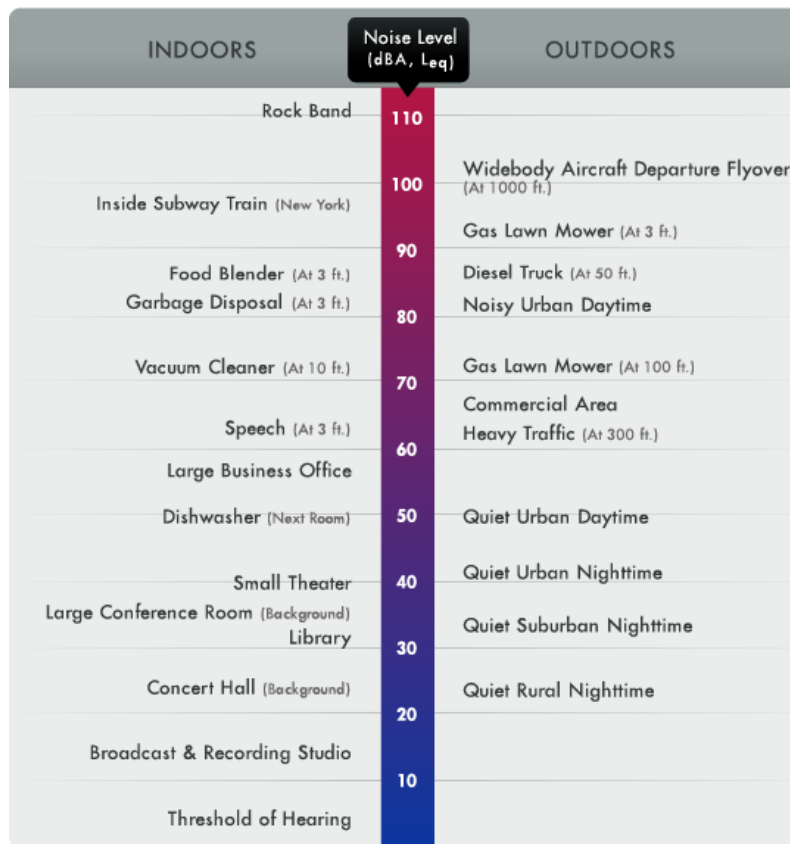 INDOORS
Noise Level
(dBA, Leq)
OUTDOORS
Rock Band
110
Widebody Aircraft Departure Flyover
(At 1000 ft.)
100
Inside Subway Train (New York)
Gas Lawn Mower (At 3 ft.)
90
Food Blender (At 3 ft.)
Diesel Truck (At 50 ft.)
Garbage Disposal (At 3 ft.)
Noisy Urban Daytime
80
Vacuum Cleaner (At 10 ft.)
Gas Lawn Mower (At 100 ft.)
70
Commercial Area
Speech (At 3 ft.)
Heavy Traffic (At 300 ft.)
60
Large Business Office
Dishwasher (Next Room)
50
Quiet Urban Daytime
Quiet Urban Nighttime
Small Theater
40
Large Conference Room (Background)
Quiet Suburban Nighttime
Library
30
Concert Hall (Background)
Quiet Rural Nighttime
20
Broadcast & Recording Studio
10
Threshold of Hearing